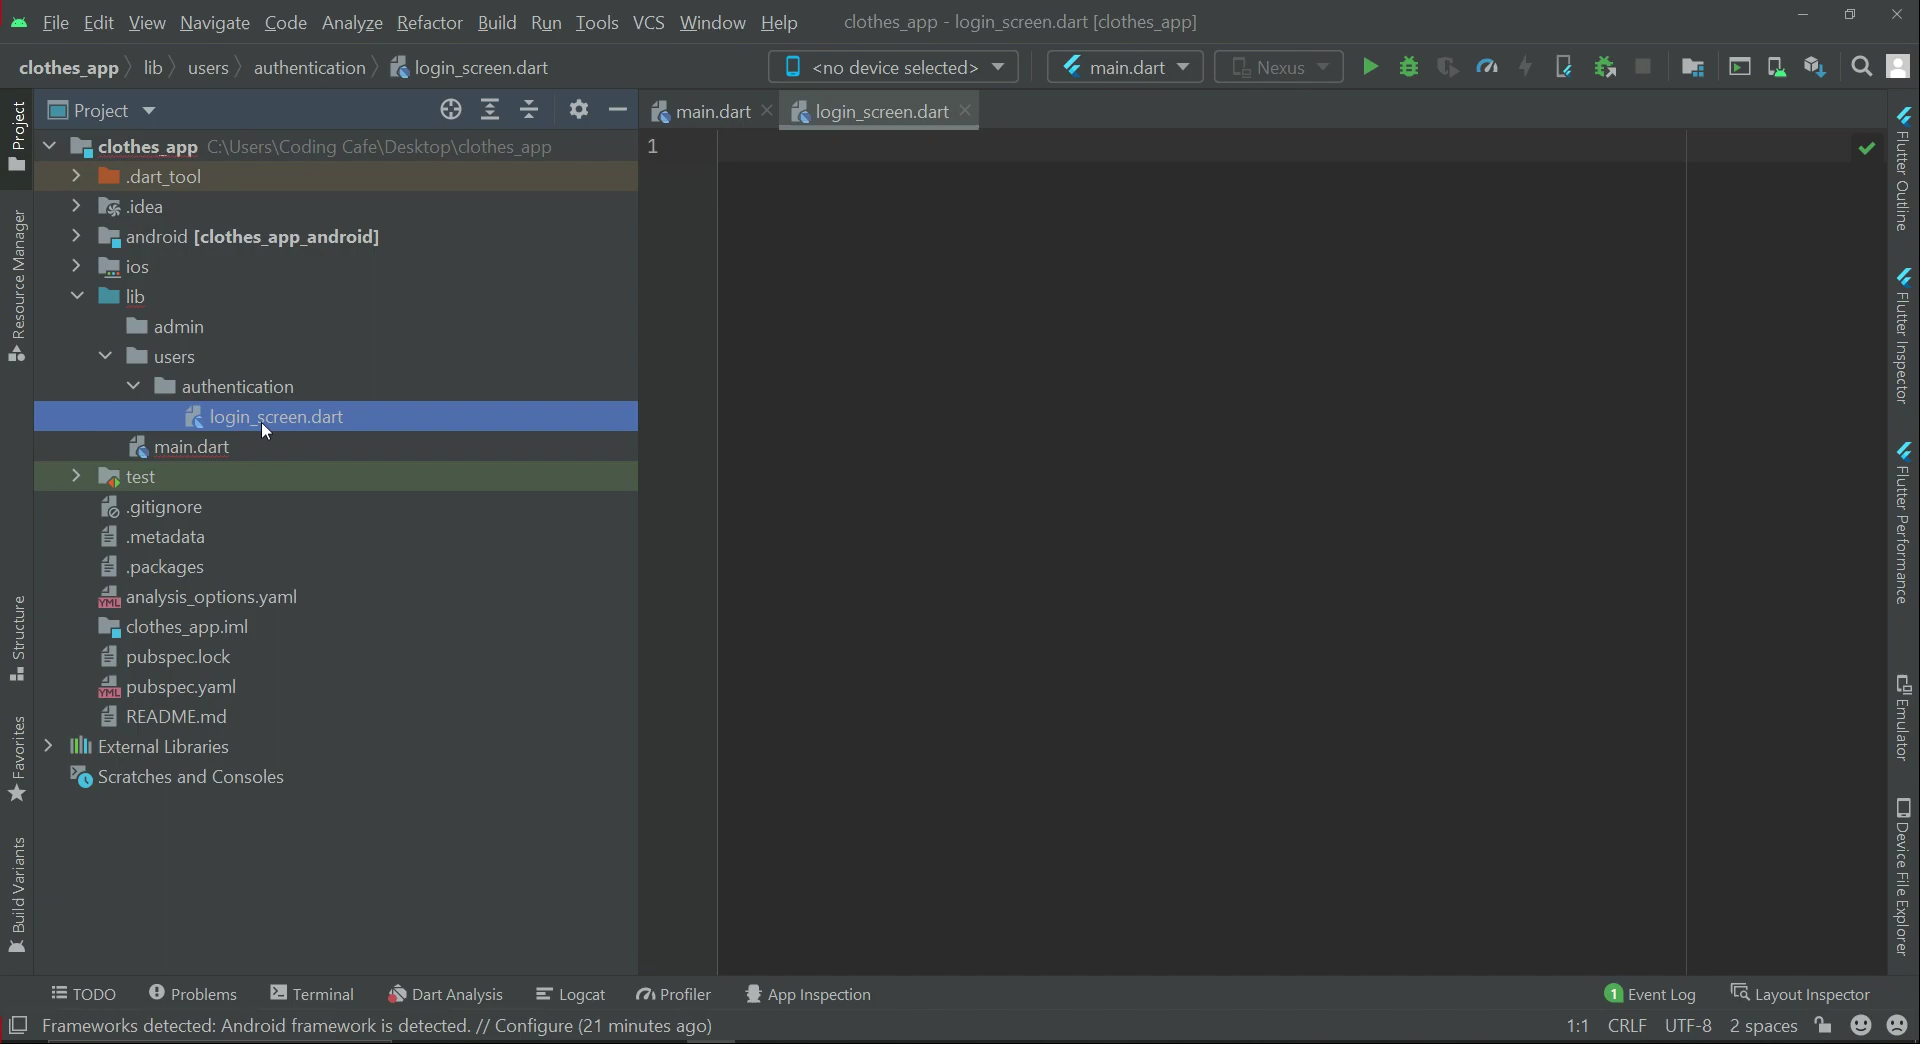 File Edit View Navigate Code Analyze Refactor Build Run Tools VCS Window Help clothes_app - login_screen.dart [clothes_app]
clothes_app lib users authentication login_screen.dart <no device selected> main.dart Nexus
Project
Project
main.dart
login_screen.dart
clothes_app C:\Users\Coding Cafe\Desktop\clothes_app
1
.dart_tool
.idea
android [clothes_app_android]
ios
lib
admin
users
authentication
login_screen.dart
main.dart
test
.gitignore
.metadata
.packages
analysis_options.yaml
clothes_app.iml
pubspec.lock
pubspec.yaml
README.md
External Libraries
Scratches and Consoles
Resource Manager
Structure
Favorites
Build Variants
Flutter Outline
Flutter Inspector
Flutter Performance
Emulator
Device File Explorer
TODO Problems Terminal Dart Analysis Logcat Profiler App Inspection 1 Event Log Layout Inspector
Frameworks detected: Android framework is detected. // Configure (21 minutes ago) 1:1 CRLF UTF-8 2 spaces